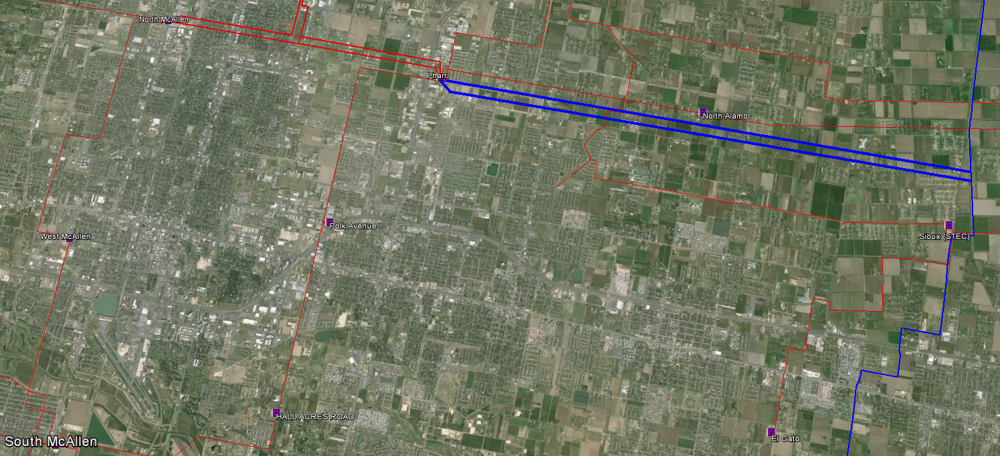 North McAllen
Pharr
North Alamo
Polk Avenue
West McAllen
Sioux (STEC)
HALL ACRES ROAD
El Gato
South McAllen